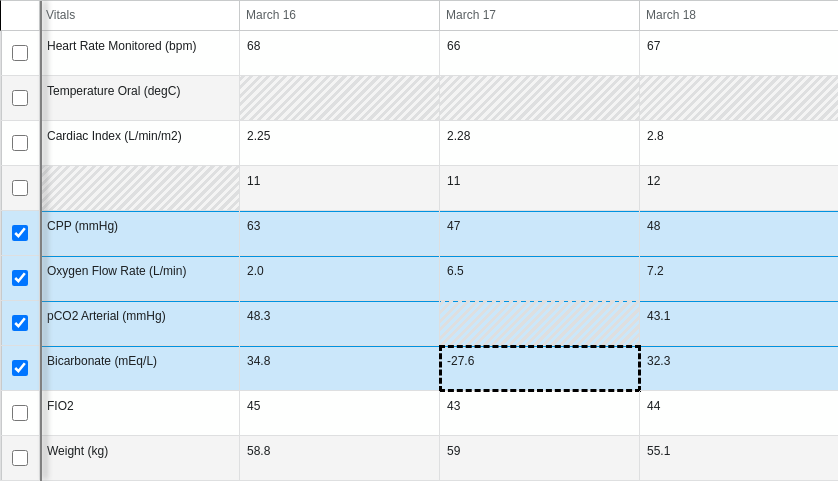 Vitals March 16 March 17 March 18
Heart Rate Monitored (bpm) 68 66 67
Temperature Oral (degC)
Cardiac Index (L/min/m2) 2.25 2.28 2.8
11 11 12
CPP (mmHg) 63 47 48
Oxygen Flow Rate (L/min) 2.0 6.5 7.2
pCO2 Arterial (mmHg) 48.3 43.1
Bicarbonate (mEq/L) 34.8 -27.6 32.3
FIO2 45 43 44
Weight (kg) 58.8 59 55.1